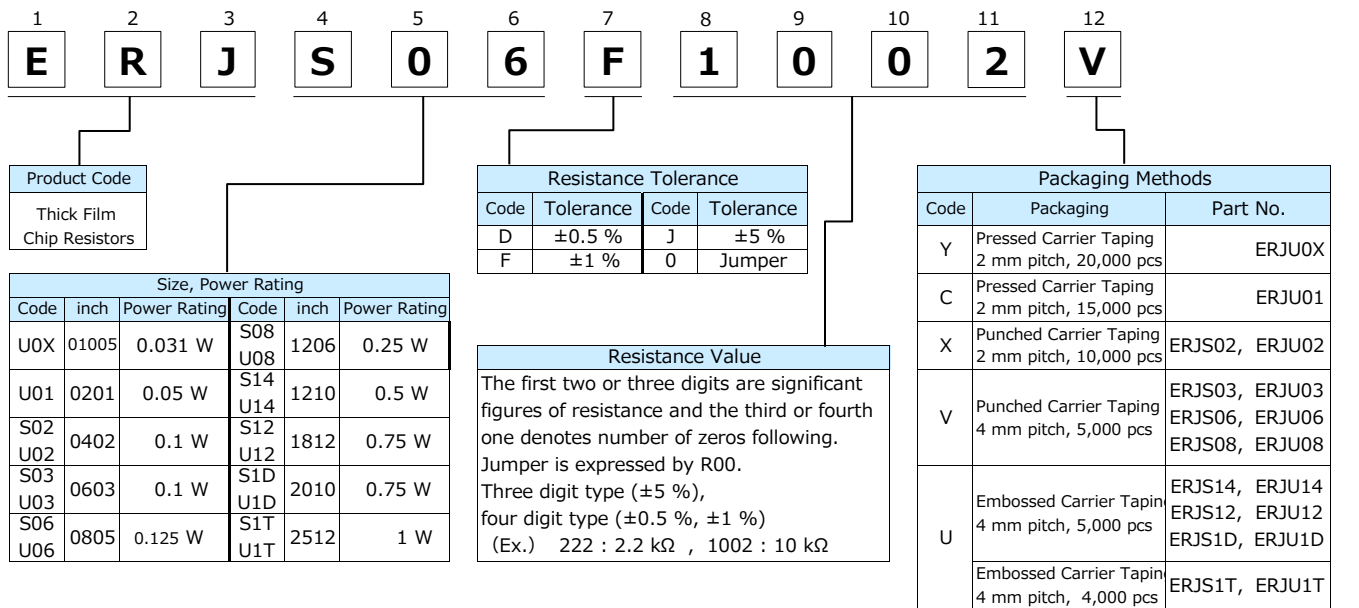 1 2 3 4 5 6 7 8 9 10 11 12
E R J S 0 6 F 1 0 0 2 V
Product Code
Thick Film
Chip Resistors
Size, Power Rating
Code inch Power Rating Code inch Power Rating
U0X 01005 0.031 W S08 U08 1206 0.25 W
U01 0201 0.05 W S14 U14 1210 0.5 W
S02 U02 0402 0.1 W S12 U12 1812 0.75 W
S03 U03 0603 0.1 W S1D U1D 2010 0.75 W
S06 U06 0805 0.125 W S1T U1T 2512 1 W
Resistance Tolerance
Code Tolerance Code Tolerance
D ±0.5 % J ±5 %
F ±1 % 0 Jumper
Resistance Value
The first two or three digits are significant
figures of resistance and the third or fourth
one denotes number of zeros following.
Jumper is expressed by R00.
Three digit type (±5 %),
four digit type (±0.5 %, ±1 %)
(Ex.) 222 : 2.2 kΩ , 1002 : 10 kΩ
Packaging Methods
Code Packaging Part No.
Y Pressed Carrier Taping
2 mm pitch, 20,000 pcs ERJU0X
C Pressed Carrier Taping
2 mm pitch, 15,000 pcs ERJU01
X Punched Carrier Taping
2 mm pitch, 10,000 pcs ERJS02, ERJU02
V Punched Carrier Taping
4 mm pitch, 5,000 pcs
ERJS03, ERJU03
ERJS06, ERJU06
ERJS08, ERJU08
U Embossed Carrier Tapin
4 mm pitch, 5,000 pcs
ERJS14, ERJU14
ERJS12, ERJU12
ERJS1D, ERJU1D
Embossed Carrier Tapin
4 mm pitch, 4,000 pcs ERJS1T, ERJU1T